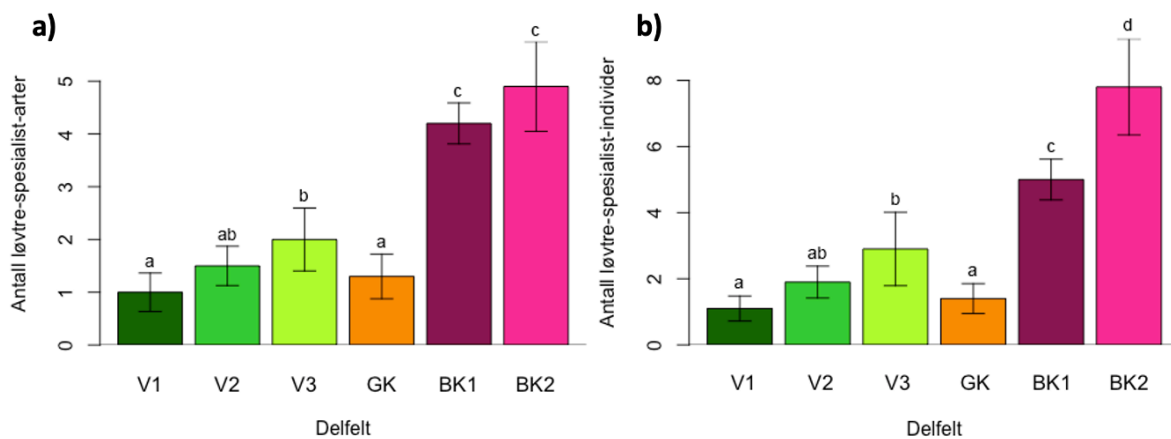 a)
Antall løvtre-spesialist-arter
5
4
3
2
1
0
a
ab
b
a
c
c
V1 V2 V3 GK BK1 BK2
Delfelt
b)
Antall løvtre-spesialist-individer
8
6
4
2
0
a
ab
b
a
c
d
V1 V2 V3 GK BK1 BK2
Delfelt